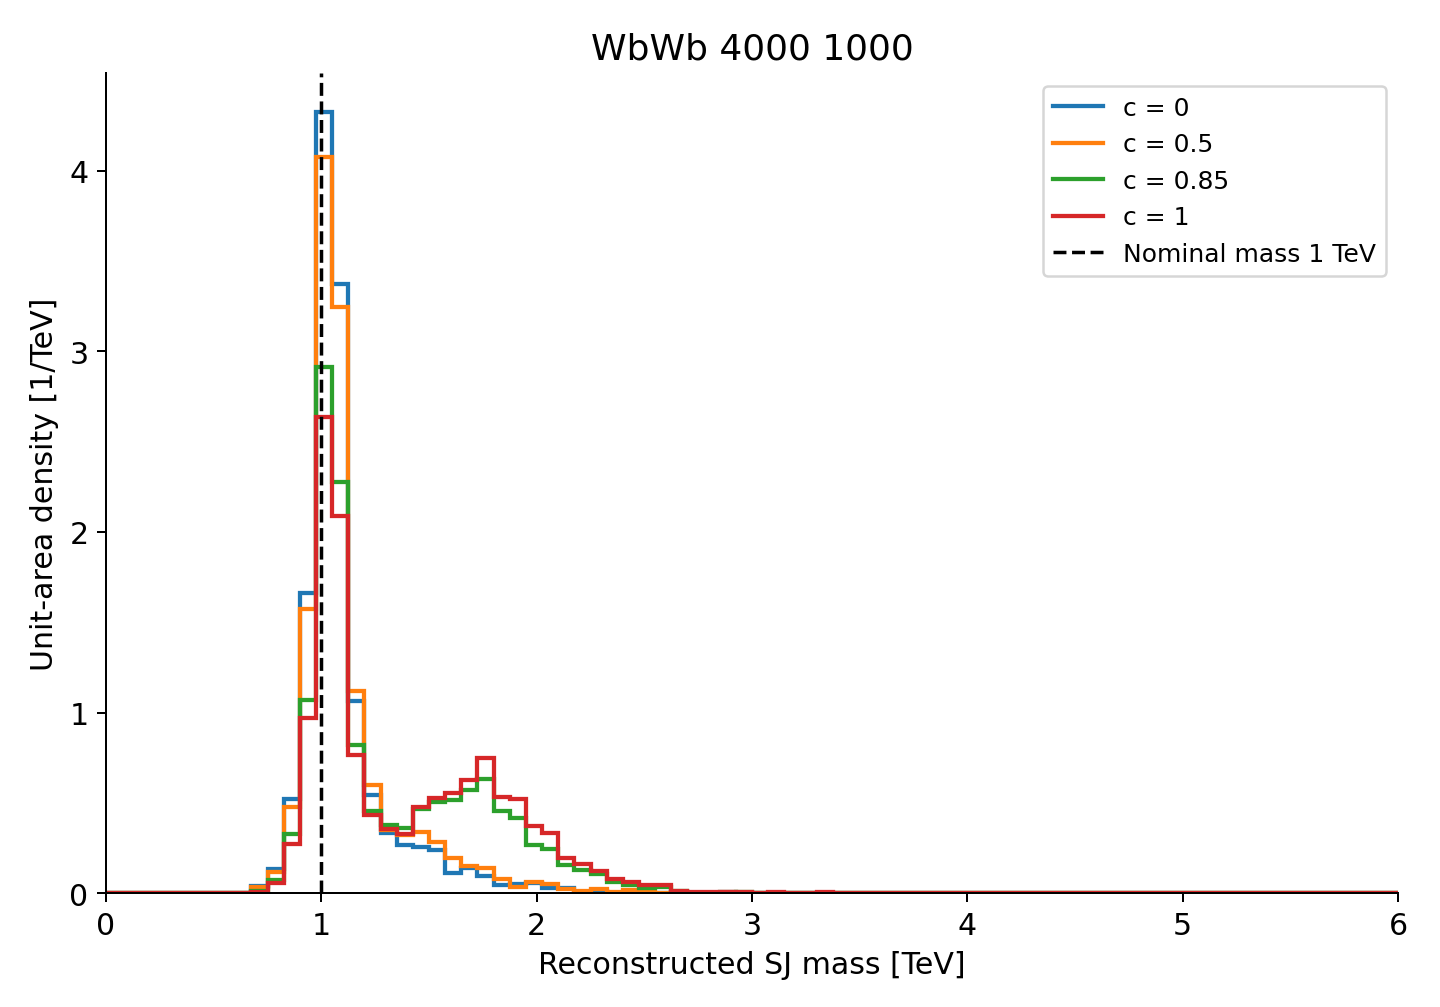 WbWb 4000 1000
c = 0
c = 0.5
c = 0.85
c = 1
Nominal mass 1 TeV
Unit-area density [1/TeV]
4
3
2
1
0
0 1 2 3 4 5 6
Reconstructed SJ mass [TeV]